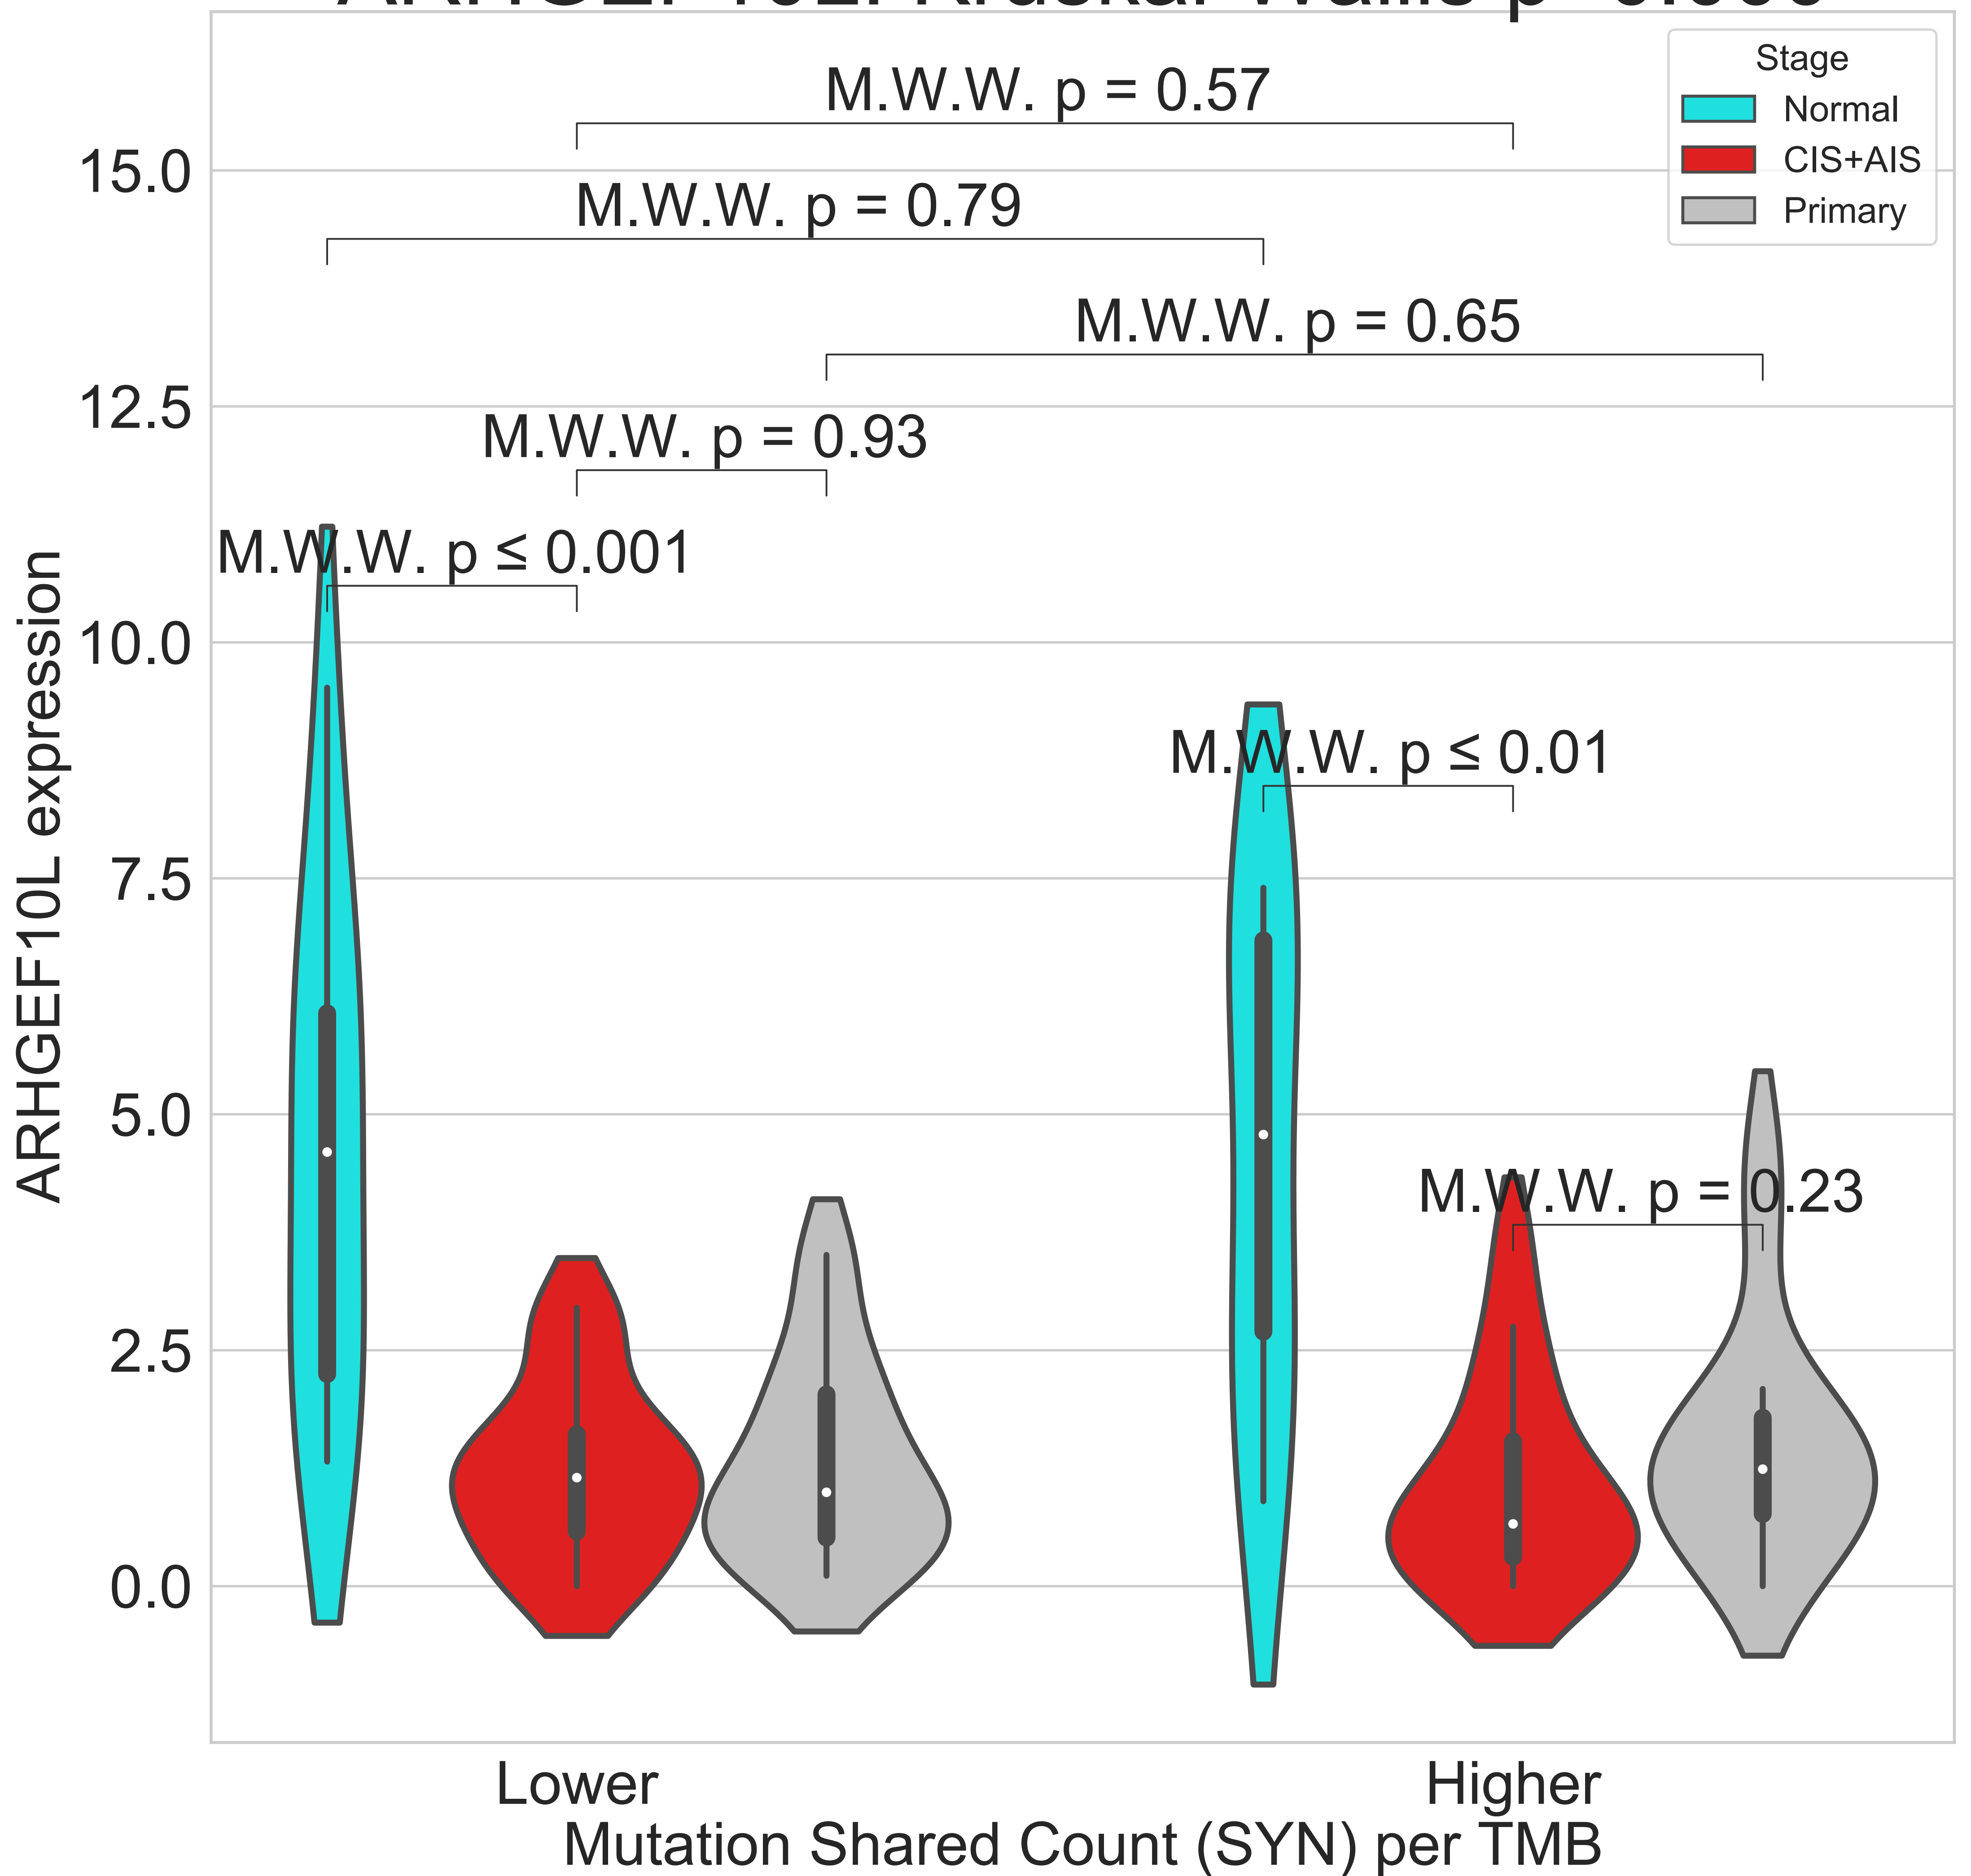 Stage
Normal
CIS+AIS
Primary
M.W.W. p = 0.57
M.W.W. p = 0.79
M.W.W. p = 0.65
M.W.W. p = 0.93
M.W.W. p ≤ 0.001
M.W.W. p ≤ 0.01
M.W.W. p = 0.23
15.0
12.5
10.0
7.5
5.0
2.5
0.0
ARHGEF10L expression
Lower
Higher
Mutation Shared Count (SYN) per TMB